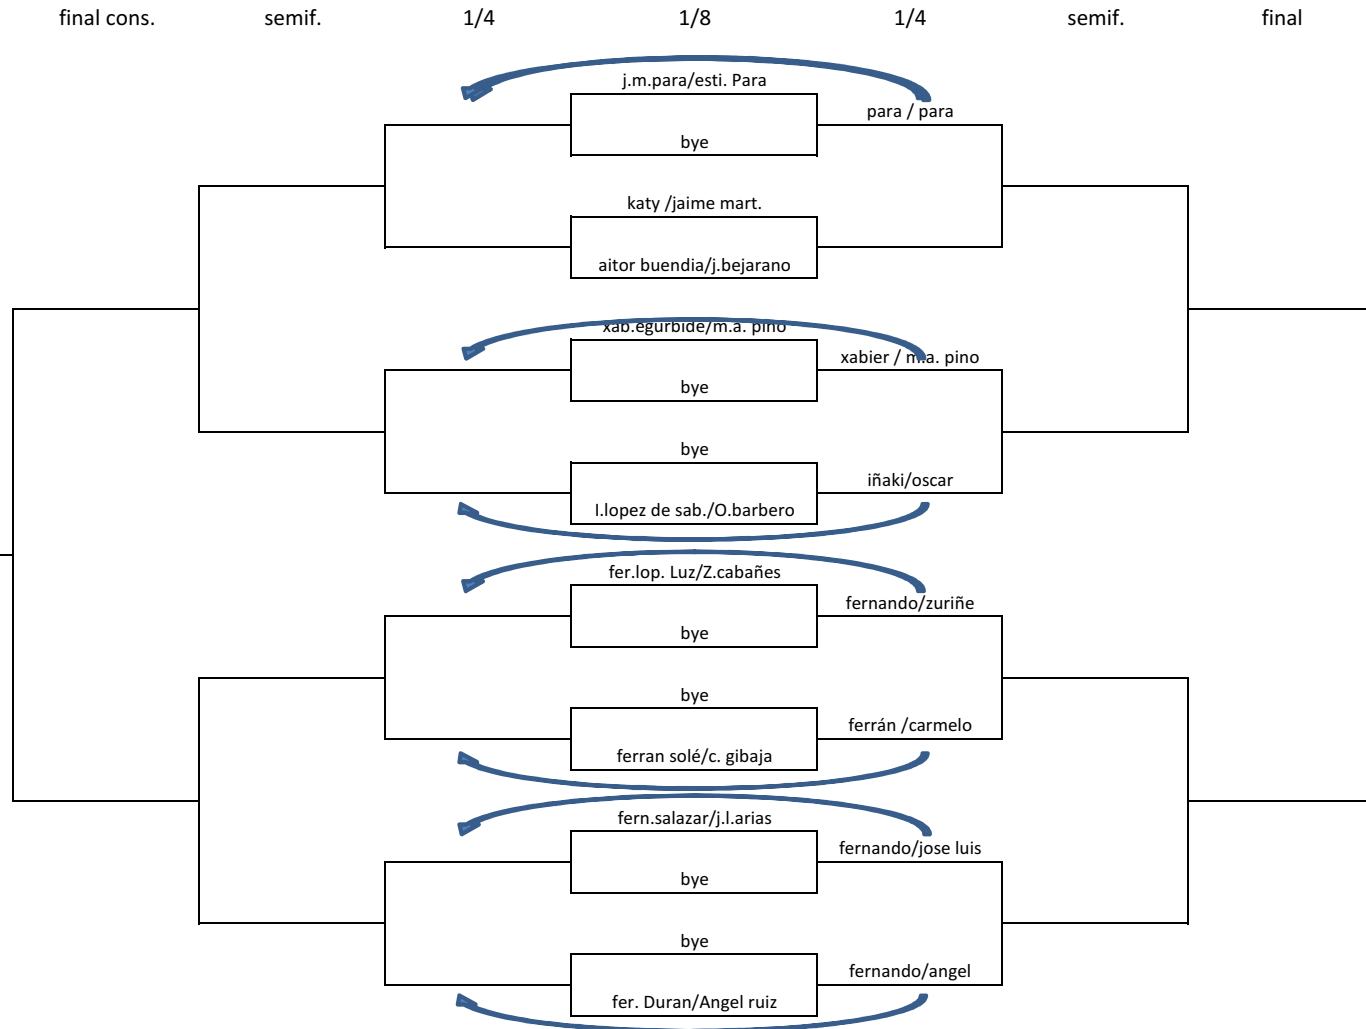 final cons. semif. 1/4 1/8 1/4 semif. final
j.m.para/esti. Para
para / para
bye
katy /jaime mart.
aitor buendia/j.bejarano
xab.egurbide/m.a. pino
xabier / m.a. pino
bye
bye
iñaki/oscar
I.lopez de sab./O.barbero
fer.lop. Luz/Z.cabañes
fernando/zuriñe
bye
bye
ferrán /carmelo
ferran solé/c. gibaja
fern.salazar/j.l.arias
fernando/jose luis
bye
bye
fernando/angel
fer. Duran/Angel ruiz